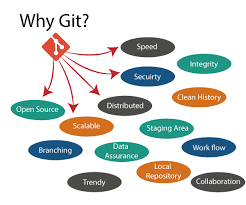 Why Git?
Speed
Integrity
Secuirty
Clean History
Open Source
Distributed
Scalable
Staging Area
Branching
Data
Assurance
Work flow
Local
Repository
Trendy
Collaboration